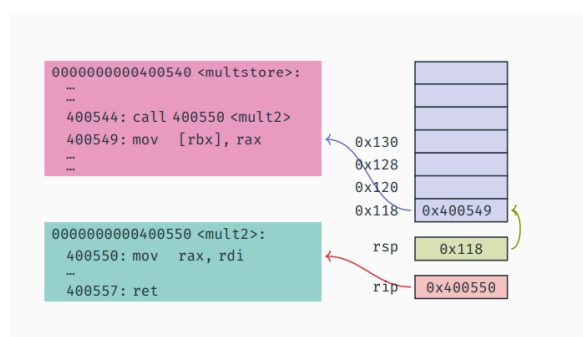 0000000000400540 <multstore>:
…
…
400544: call 400550 <mult2>
400549: mov [rbx], rax
…
…
0000000000400550 <mult2>:
400550: mov rax, rdi
…
400557: ret
0x130
0x128
0x120
0x118 0x400549
rsp 0x118
rip 0x400550